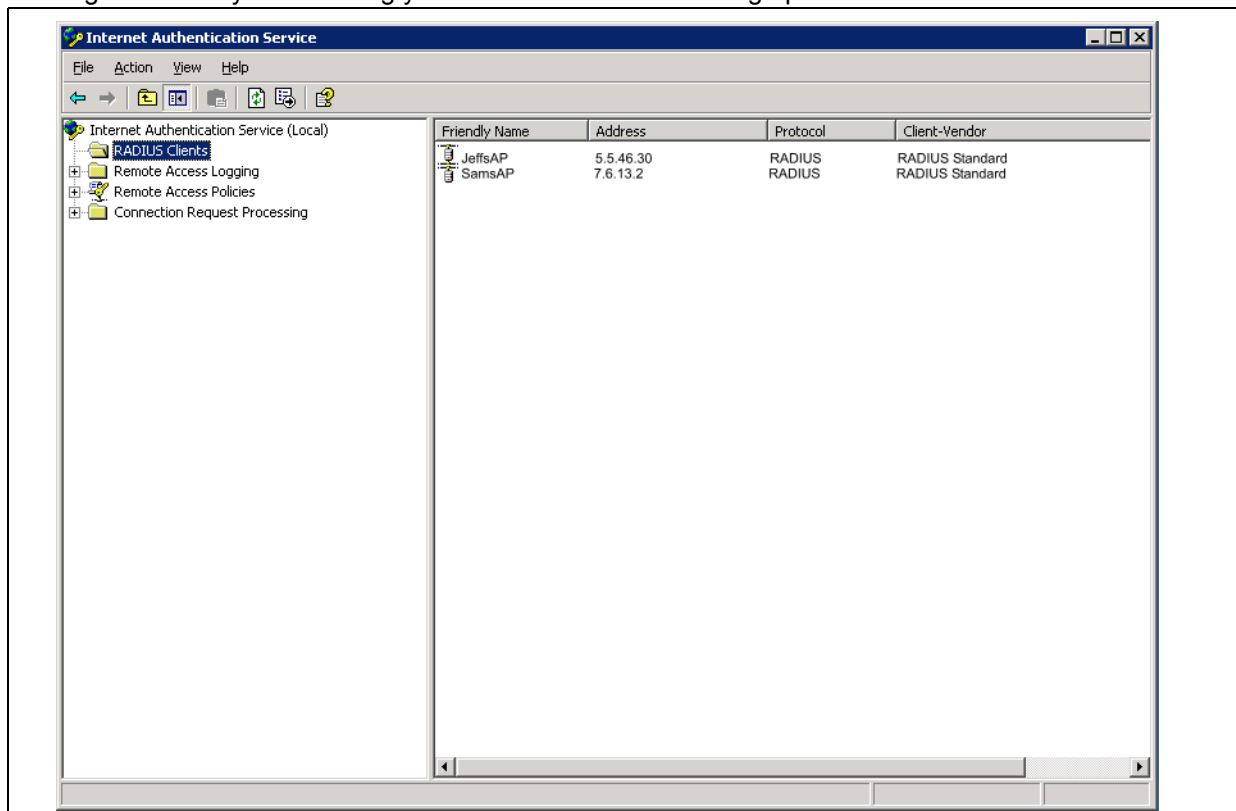 Internet Authentication Service
File Action View Help
Internet Authentication Service (Local)
RADIUS Clients
Remote Access Logging
Remote Access Policies
Connection Request Processing
Friendly Name Address Protocol Client-Vendor
JeffsAP 5.5.46.30 RADIUS RADIUS Standard
SamsAP 7.6.13.2 RADIUS RADIUS Standard